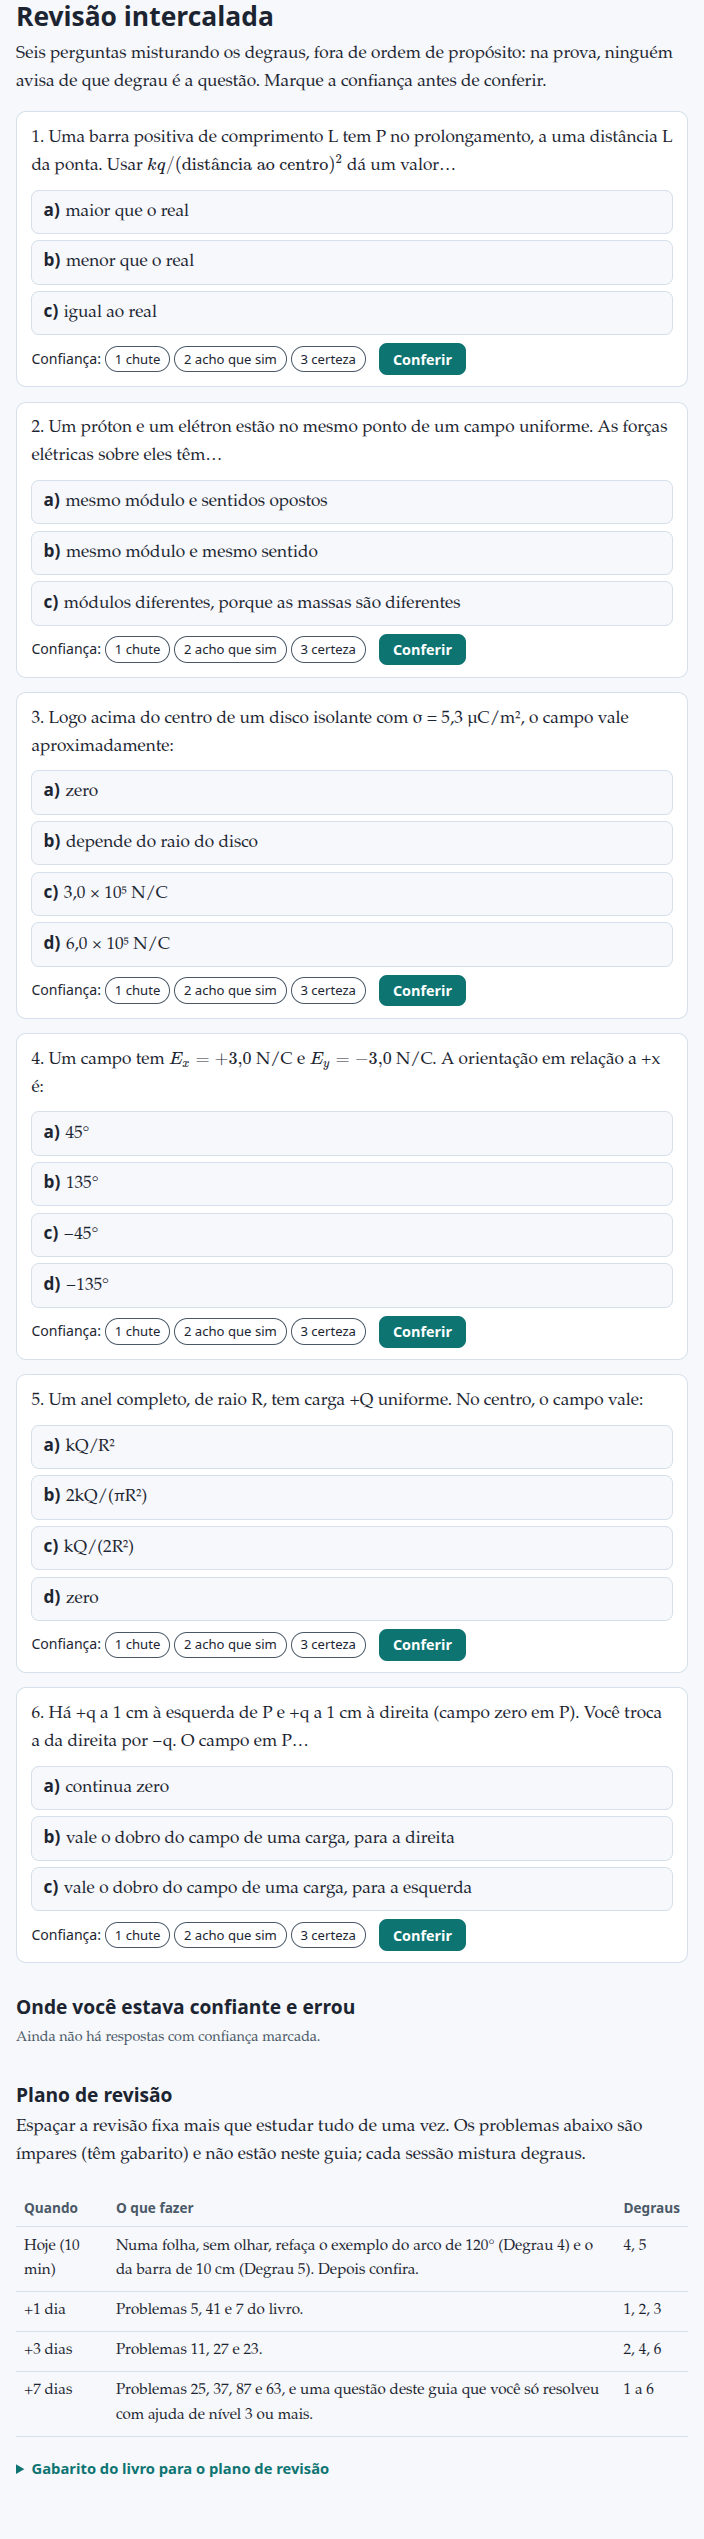 Revisão intercalada
Seis perguntas misturando os degraus, fora de ordem de propósito: na prova, ninguém
avisa de que degrau é a questão. Marque a confiança antes de conferir.
1. Uma barra positiva de comprimento L tem P no prolongamento, a uma distância L
da ponta. Usar kq/(distância ao centro)² dá um valor…
a) maior que o real
b) menor que o real
c) igual ao real
Confiança: 1 chute 2 acho que sim 3 certeza Conferir
2. Um próton e um elétron estão no mesmo ponto de um campo uniforme. As forças
elétricas sobre eles têm…
a) mesmo módulo e sentidos opostos
b) mesmo módulo e mesmo sentido
c) módulos diferentes, porque as massas são diferentes
Confiança: 1 chute 2 acho que sim 3 certeza Conferir
3. Logo acima do centro de um disco isolante com σ = 5,3 μC/m², o campo vale
aproximadamente:
a) zero
b) depende do raio do disco
c) 3,0 × 10⁵ N/C
d) 6,0 × 10⁵ N/C
Confiança: 1 chute 2 acho que sim 3 certeza Conferir
4. Um campo tem Eₓ = +3,0 N/C e E_y = −3,0 N/C. A orientação em relação a +x
é:
a) 45°
b) 135°
c) −45°
d) −135°
Confiança: 1 chute 2 acho que sim 3 certeza Conferir
5. Um anel completo, de raio R, tem carga +Q uniforme. No centro, o campo vale:
a) kQ/R²
b) 2kQ/(πR²)
c) kQ/(2R²)
d) zero
Confiança: 1 chute 2 acho que sim 3 certeza Conferir
6. Há +q a 1 cm à esquerda de P e +q a 1 cm à direita (campo zero em P). Você troca
a da direita por −q. O campo em P…
a) continua zero
b) vale o dobro do campo de uma carga, para a direita
c) vale o dobro do campo de uma carga, para a esquerda
Confiança: 1 chute 2 acho que sim 3 certeza Conferir
Onde você estava confiante e errou
Ainda não há respostas com confiança marcada.
Plano de revisão
Espaçar a revisão fixa mais que estudar tudo de uma vez. Os problemas abaixo são
ímpares (têm gabarito) e não estão neste guia; cada sessão mistura degraus.
Quando O que fazer Degraus
Hoje (10 Numa folha, sem olhar, refaça o exemplo do arco de 120° (Degrau 4) e o 4, 5
min) da barra de 10 cm (Degrau 5). Depois confira.
+1 dia Problemas 5, 41 e 7 do livro. 1, 2, 3
+3 dias Problemas 11, 27 e 23. 2, 4, 6
+7 dias Problemas 25, 37, 87 e 63, e uma questão deste guia que você só resolveu 1 a 6
com ajuda de nível 3 ou mais.
▶ Gabarito do livro para o plano de revisão